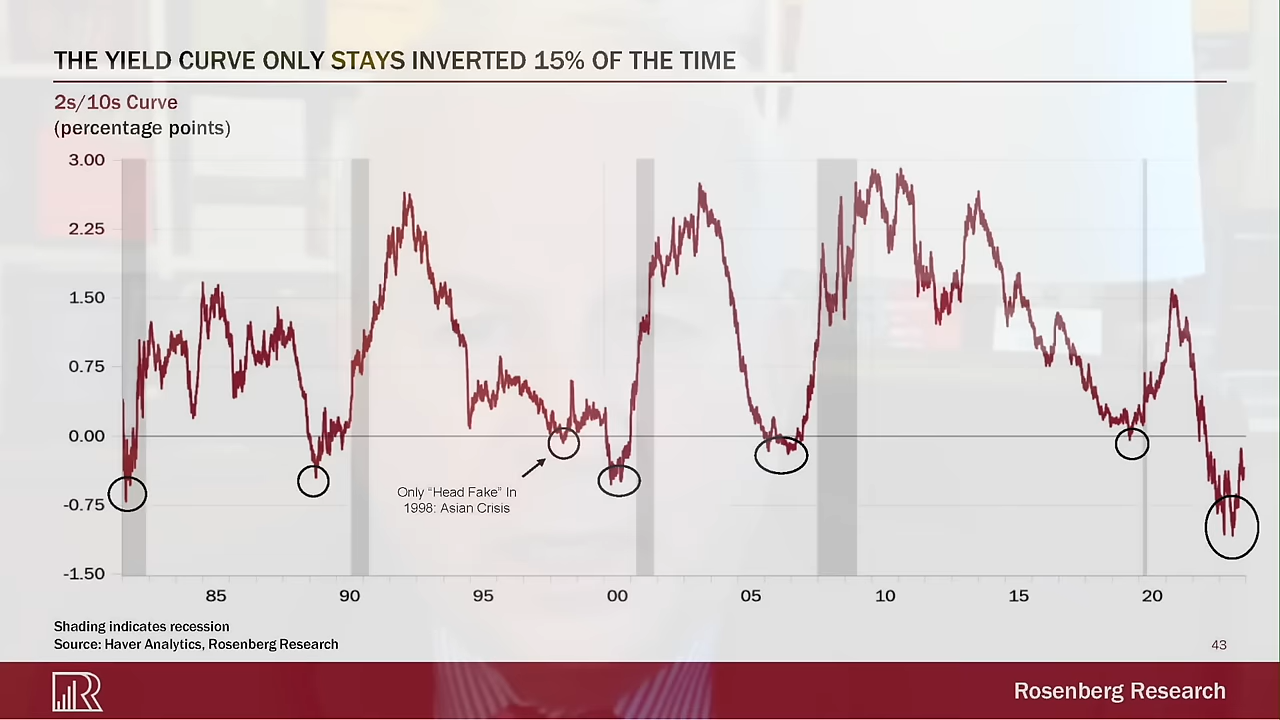 THE YIELD CURVE ONLY STAYS INVERTED 15% OF THE TIME
2s/10s Curve
(percentage points)
3.00
2.25
1.50
0.75
0.00
-0.75
-1.50
Only “Head Fake” In
1998: Asian Crisis
85 90 95 00 05 10 15 20
Shading indicates recession
Source: Haver Analytics, Rosenberg Research
43
R
Rosenberg Research